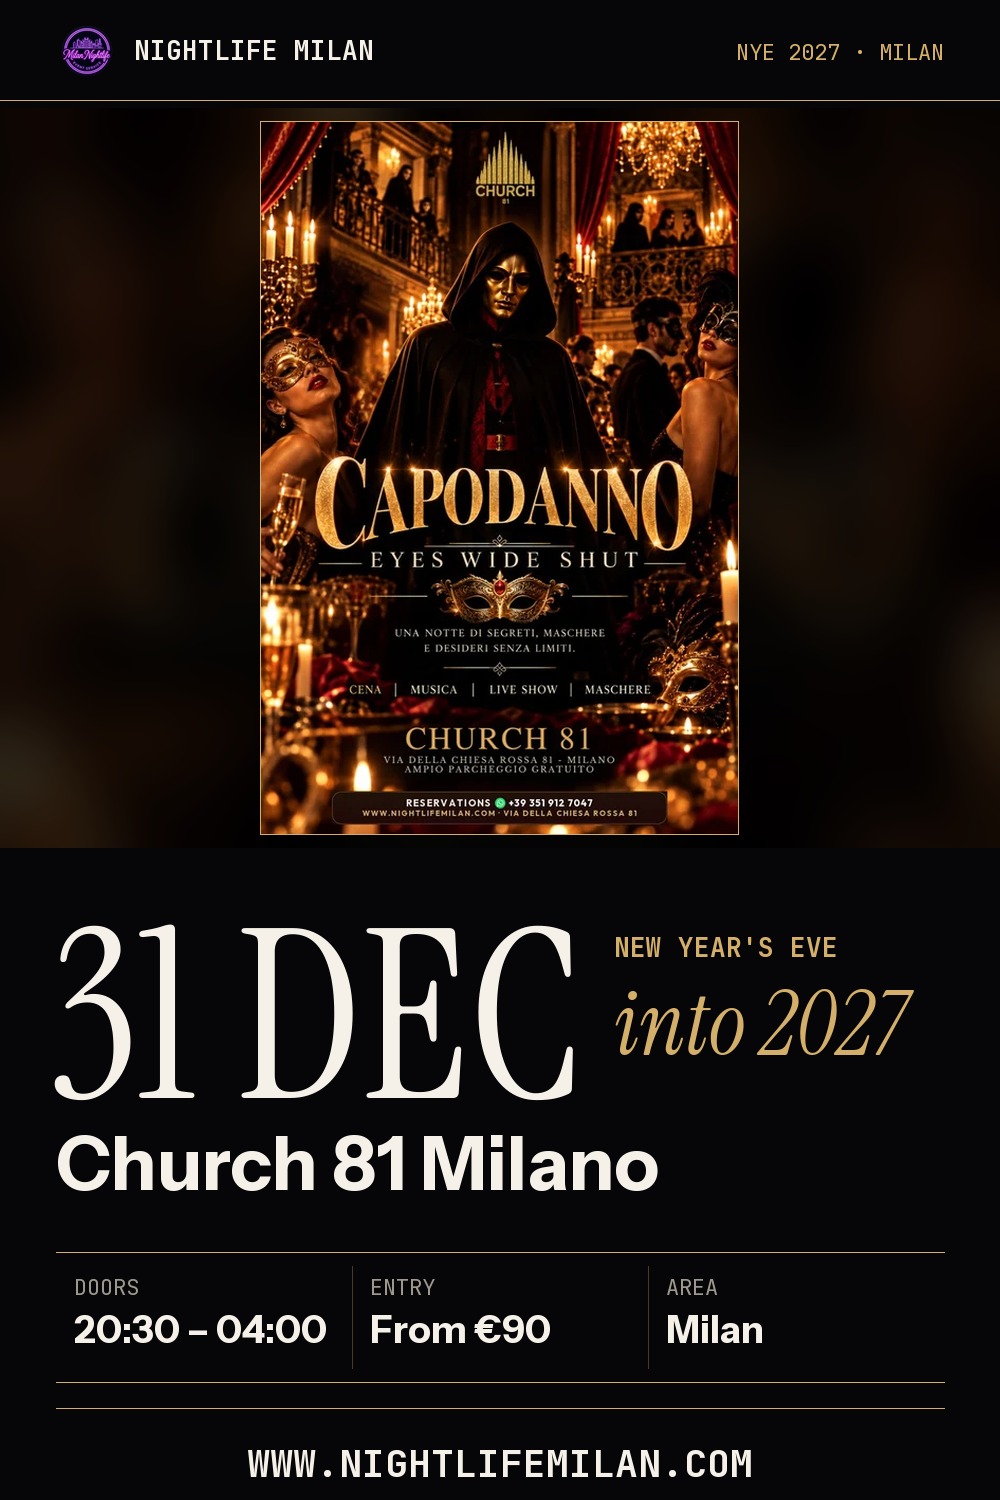 Milan Nightlife
NIGHTLIFE MILAN
NYE 2027 · MILAN
CHURCH
81
CAPODANNO
EYES WIDE SHUT
UNA NOTTE DI SEGRETI, MASCHERE
E DESIDERI SENZA LIMITI.
CENA | MUSICA | LIVE SHOW | MASCHERE
CHURCH 81
VIA DELLA CHIESA ROSSA 81 - MILANO
AMPIO PARCHEGGIO GRATUITO
RESERVATIONS +39 351 912 7047
WWW.NIGHTLIFEMILAN.COM · VIA DELLA CHIESA ROSSA 81
31 DEC
NEW YEAR'S EVE
into 2027
Church 81 Milano
DOORS
20:30 – 04:00
ENTRY
From €90
AREA
Milan
WWW.NIGHTLIFEMILAN.COM